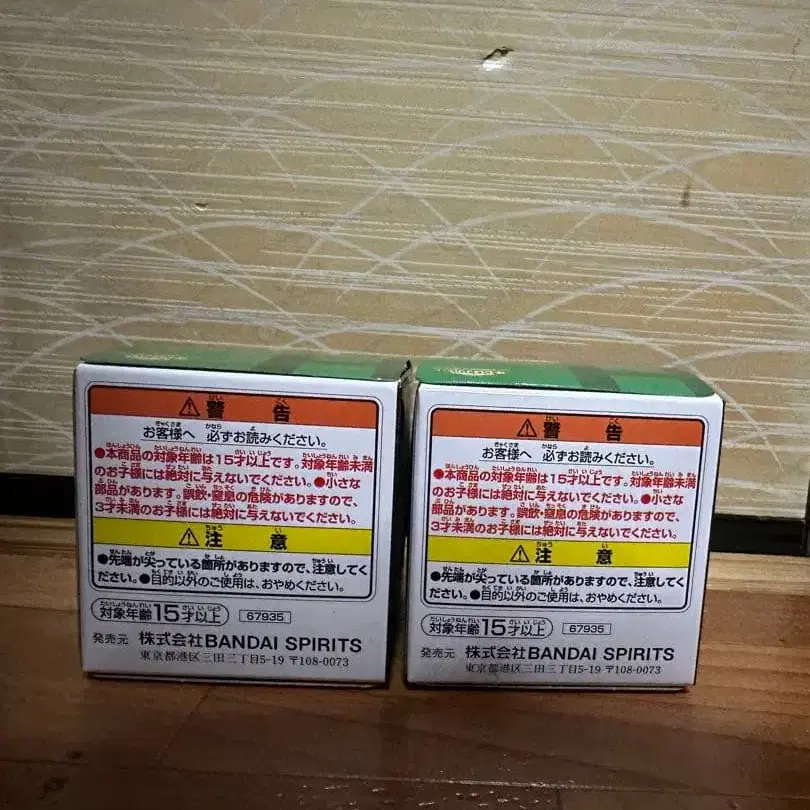 ⚠警告
お客様へ 必ずお読みください。
●本商品の対象年齢は15才以上です。対象年齢未満
のお子様には絶対に与えないでください。●小さな
部品があります。誤飲・窒息の危険がありますので、
3才未満のお子様には絶対に与えないでください。
⚠注意
●先端が尖っている箇所がありますので、注意してく
ださい。●目的以外のご使用は、おやめください。
対象年齢15才以上 67935
発売元 株式会社BANDAI SPIRITS
東京都港区三田三丁目5-19 〒108-0073
⚠警告
お客様へ 必ずお読みください。
●本商品の対象年齢は15才以上です。対象年齢未満
のお子様には絶対に与えないでください。●小さな
部品があります。誤飲・窒息の危険がありますので、
3才未満のお子様には絶対に与えないでください。
⚠注意
●先端が尖っている箇所がありますので、注意してく
ださい。●目的以外のご使用は、おやめください。
対象年齢15才以上 67935
発売元 株式会社BANDAI SPIRITS
東京都港区三田三丁目5-19 〒108-0073